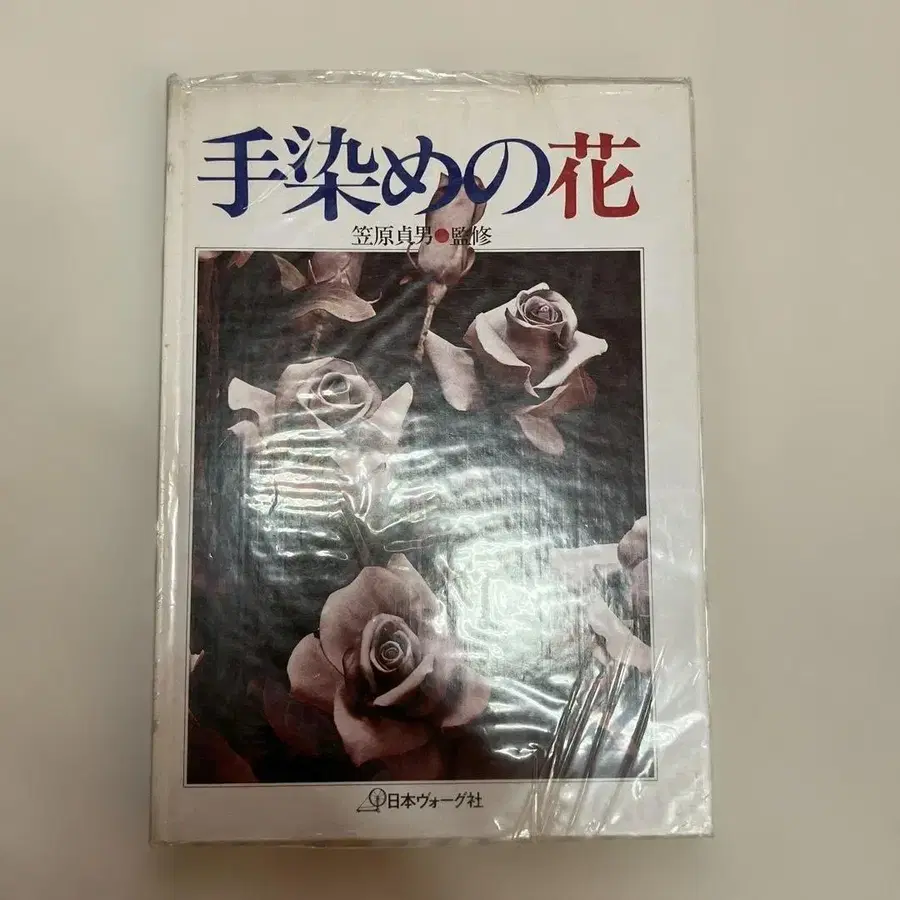 手染めの花
笠原貞男●監修
日本ヴォーグ社